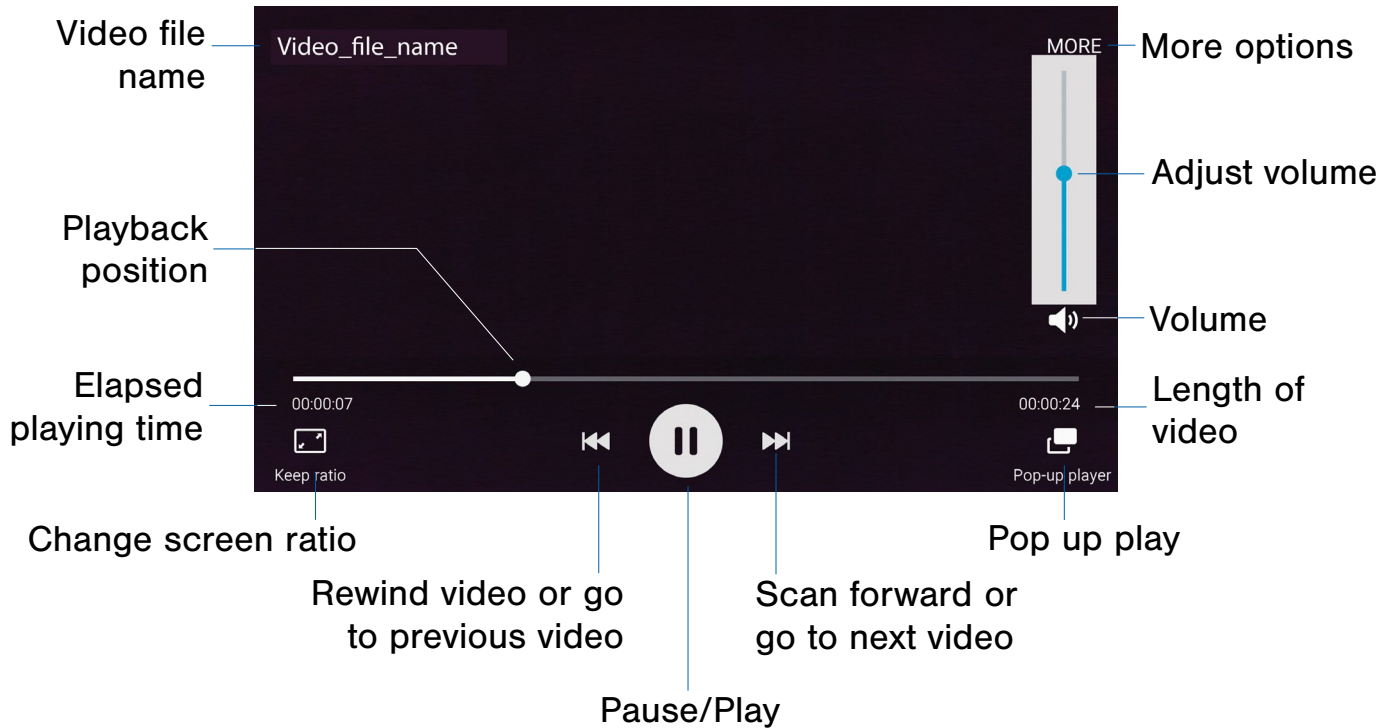 Video file
name
Video_file_name
MORE
More options
Adjust volume
Playback
position
Volume
Elapsed
playing time
00:00:07
00:00:24
Length of
video
Keep ratio
Pop-up player
Change screen ratio
Pop up play
Rewind video or go
to previous video
Scan forward or
go to next video
Pause/Play